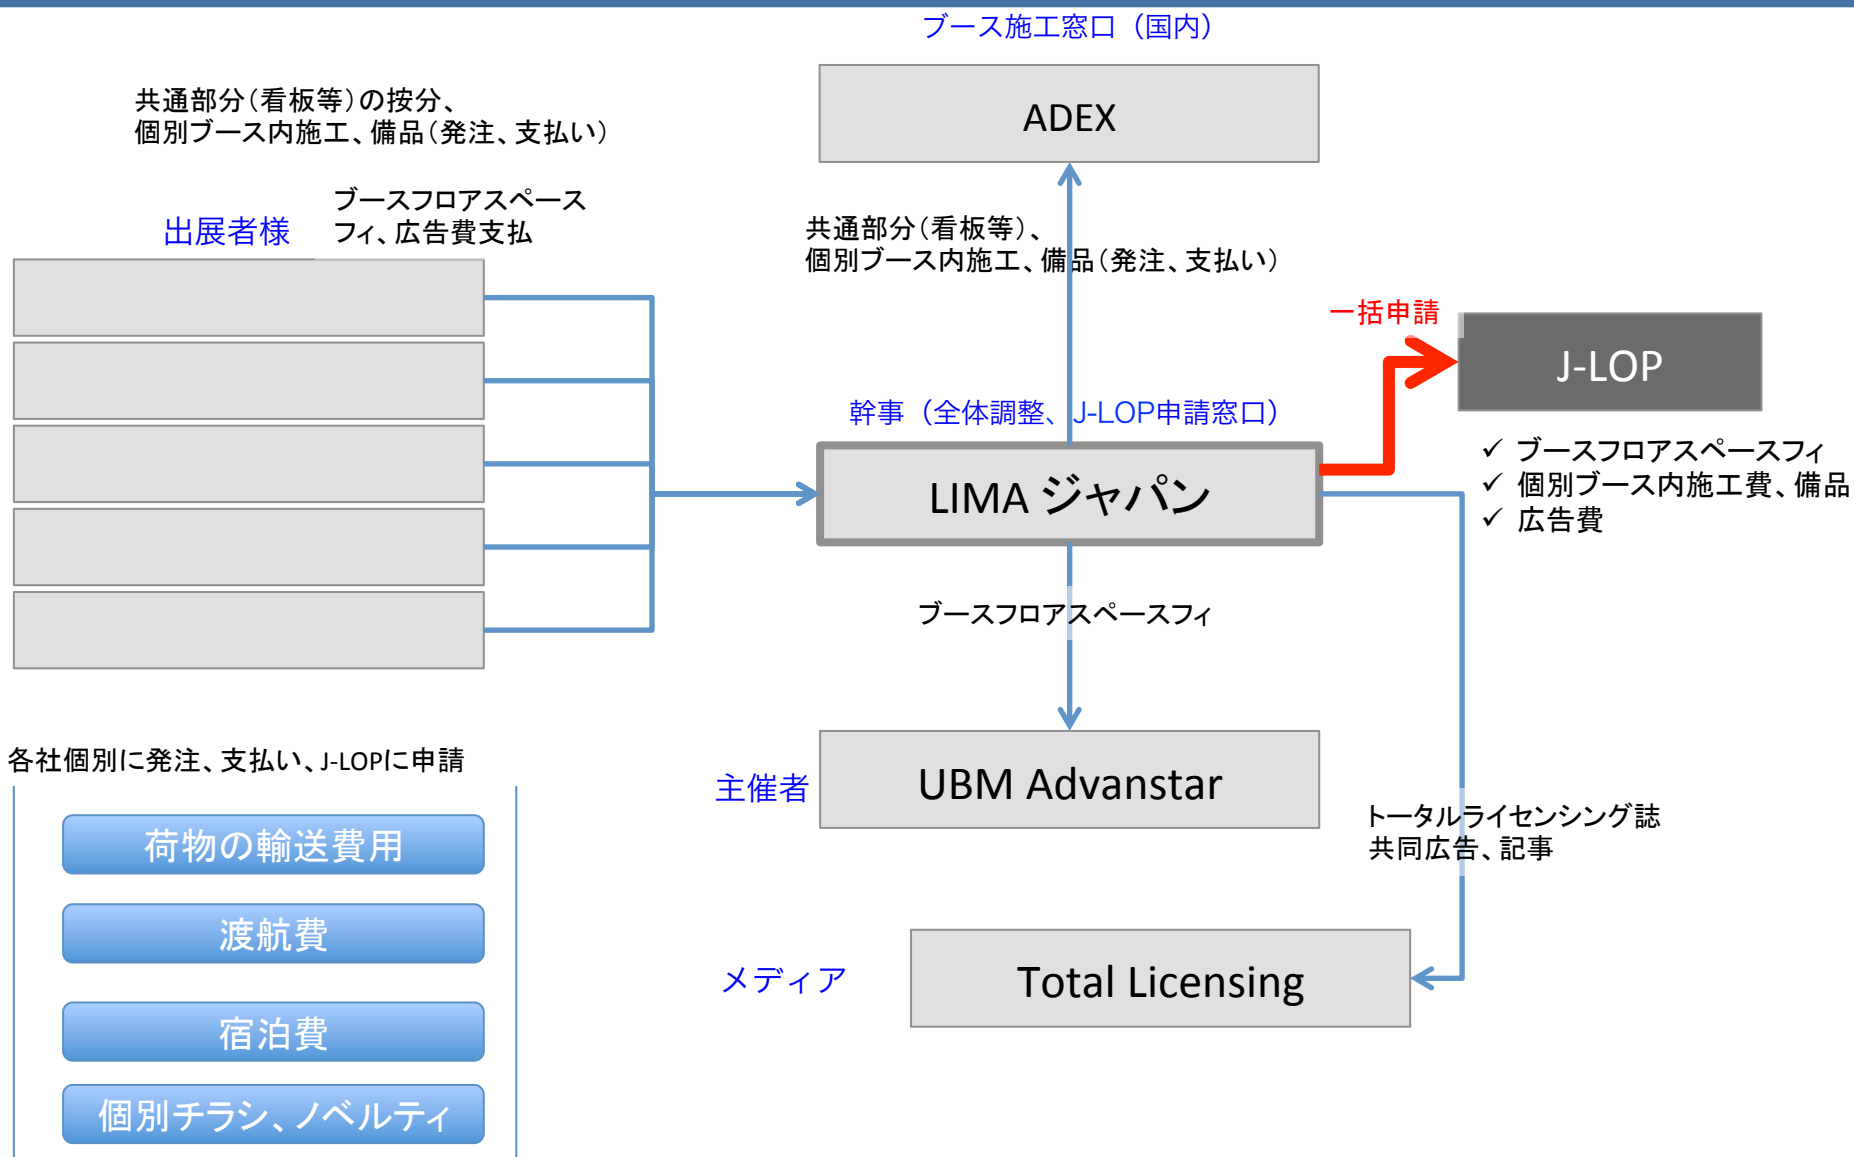 ブース施工窓口（国内）
ADEX
共通部分（看板等）の按分、
個別ブース内施工、備品（発注、支払い）
出展者様
ブースフロアスペース
フィ、広告費支払
共通部分（看板等）、
個別ブース内施工、備品（発注、支払い）
一括申請
J-LOP
幹事（全体調整、J-LOP申請窓口）
LIMA ジャパン
✓ ブースフロアスペースフィ
✓ 個別ブース内施工費、備品
✓ 広告費
ブースフロアスペースフィ
主催者
UBM Advanstar
トータルライセンシング誌
共同広告、記事
メディア
Total Licensing
各社個別に発注、支払い、J-LOPに申請
荷物の輸送費用
渡航費
宿泊費
個別チラシ、ノベルティ